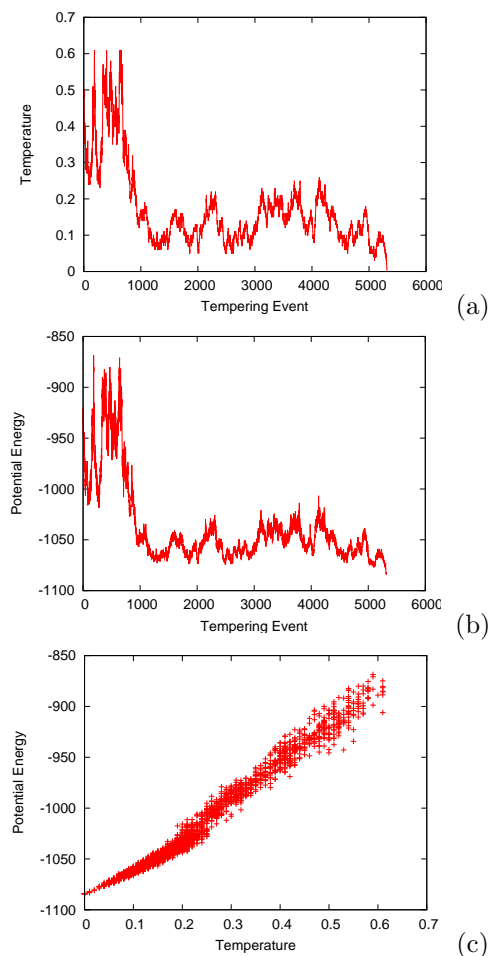 0.7
0.6
0.5
0.4
0.3
0.2
0.1
0
Temperature
0 1000 2000 3000 4000 5000 6000
Tempering Event
(a)
-850
-900
-950
-1000
-1050
-1100
Potential Energy
0 1000 2000 3000 4000 5000 6000
Tempering Event
(b)
-850
-900
-950
-1000
-1050
-1100
Potential Energy
0 0.1 0.2 0.3 0.4 0.5 0.6 0.7
Temperature
(c)